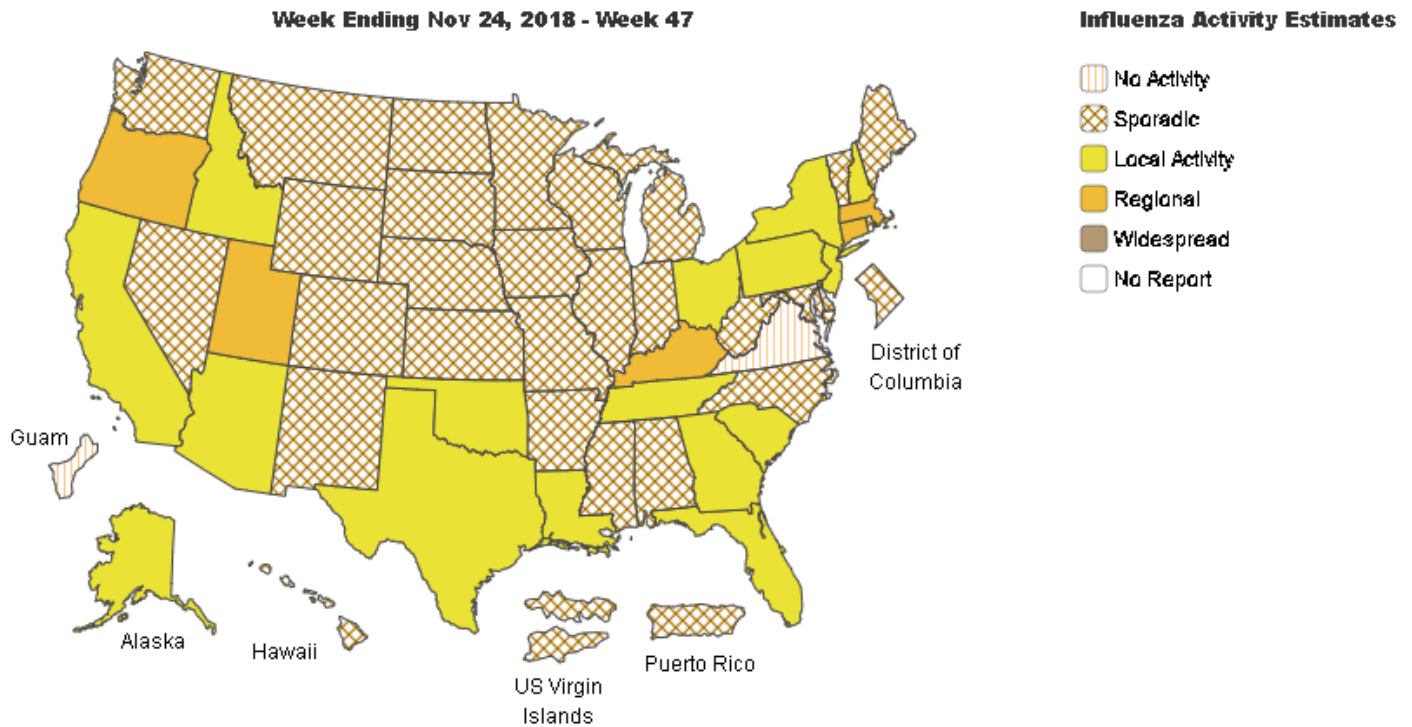 Week Ending Nov 24, 2018 - Week 47
Influenza Activity Estimates
No Activity
Sporadic
Local Activity
Regional
Widespread
No Report
District of
Columbia
Guam
Alaska
Hawaii
US Virgin
Islands
Puerto Rico